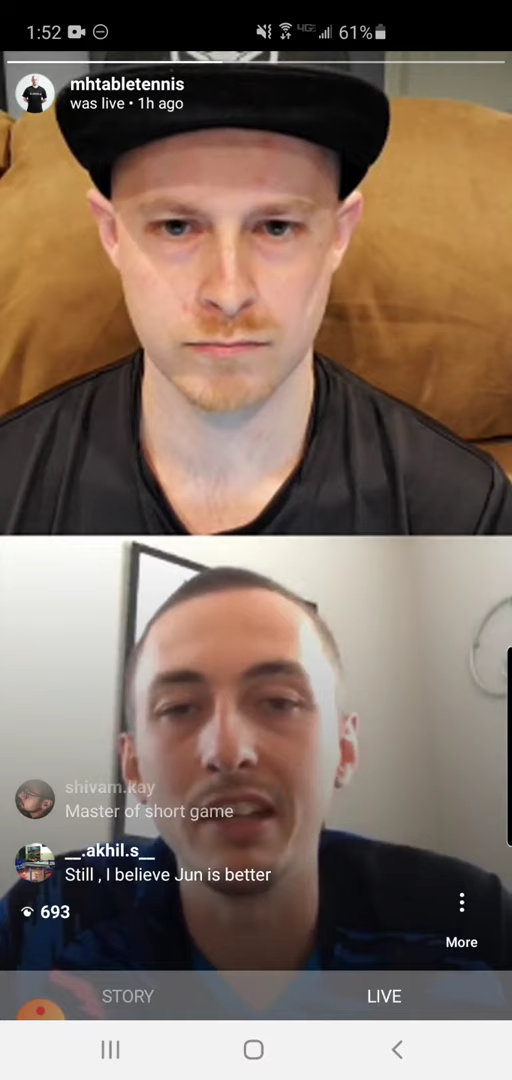 1:52
4GE 61%
mhtabletennis
was live • 1h ago
shivam.kay
Master of short game
__.akhil.s__
Still , I believe Jun is better
693
More
STORY
LIVE